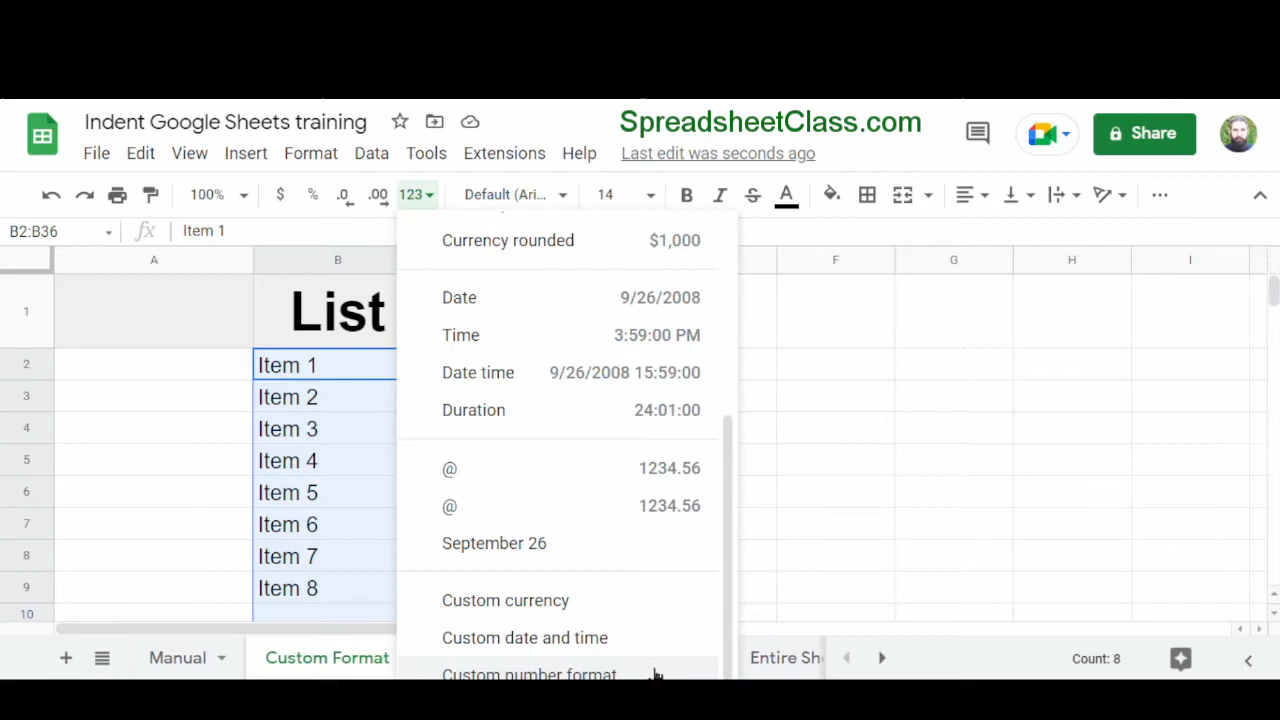 Indent Google Sheets training
SpreadsheetClass.com
Share
File Edit View Insert Format Data Tools Extensions Help Last edit was seconds ago
100% $ % .0 .00 123 Default (Ari... 14 B I S A
B2:B36 fx Item 1
A B F G H I
Currency rounded $1,000
1 List
Date 9/26/2008
Time 3:59:00 PM
2 Item 1
Date time 9/26/2008 15:59:00
3 Item 2
Duration 24:01:00
4 Item 3
5 Item 4
@ 1234.56
6 Item 5
@ 1234.56
7 Item 6
September 26
8 Item 7
9 Item 8
Custom currency
10
Custom date and time
Custom number format
+ Manual Custom Format Entire Sh Count: 8